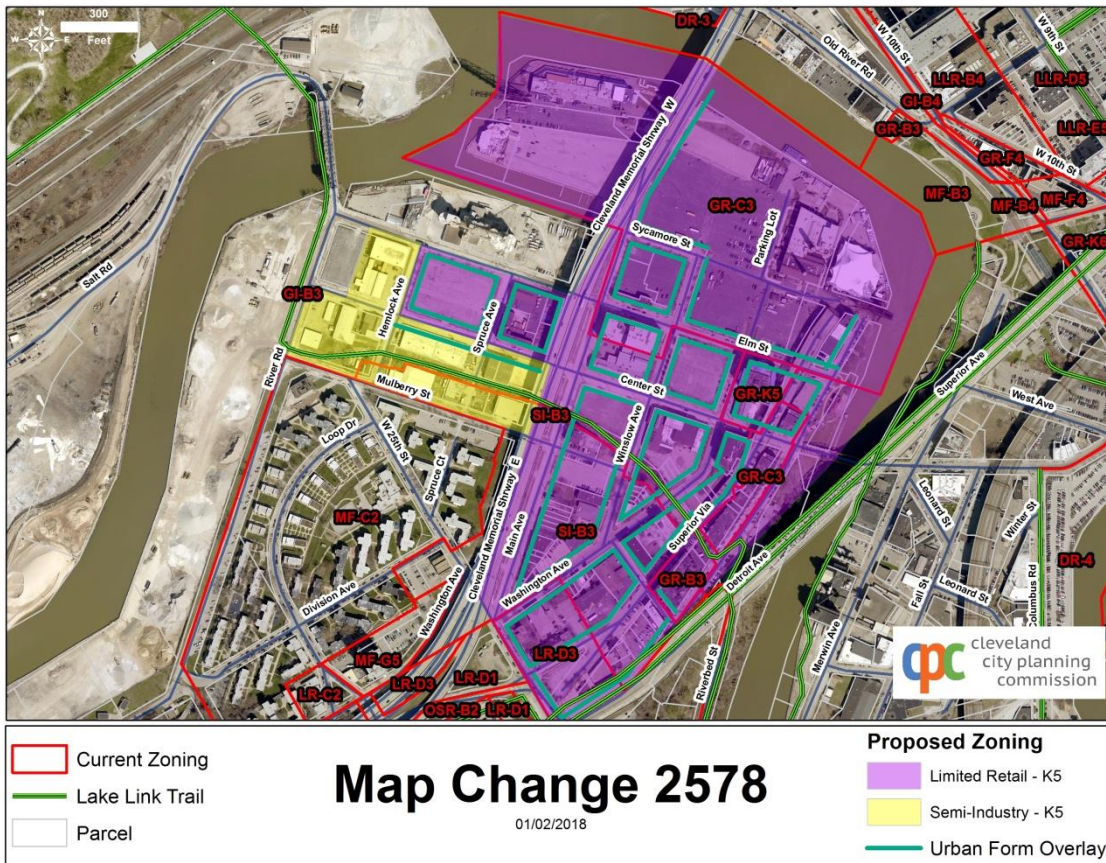 N
W
E
S
300
Feet
DR-3
W 10th St
W 9th St
Old River Rd
LLR-B4
LLR-D5
GI-B4
GR-B3
LLR-E5
GR-F4
W 10th St
MF-B3
MF-B4
MF-F4
GR-K6
Cleveland Memorial Shrway W
GR-C3
Parking Lot
Sycamore St
Salt Rd
GI-B3
Hemlock Ave
Spruce Ave
Elm St
Center St
GR-K5
Superior Ave
West Ave
River Rd
Mulberry St
SI-B3
Winslow Ave
GR-C3
Loop Dr
W 25th St
Spruce Ct
MF-C2
Cleveland Memorial Shrway E
Main Ave
SI-B3
Superior Via
Washington Ave
GR-B3
Detroit Ave
Leonard St
Winter St
DR-4
Division Ave
Washington Ave
Fall St
Leonard St
Columbus Rd
Merwin Ave
Riverbed St
MF-G5
LR-D3
LR-C2
LR-D3
LR-D1
OSR-B2
LR-D1
cpc
cleveland
city planning
commission
Current Zoning
Lake Link Trail
Parcel
Map Change 2578
01/02/2018
Proposed Zoning
Limited Retail - K5
Semi-Industry - K5
Urban Form Overlay